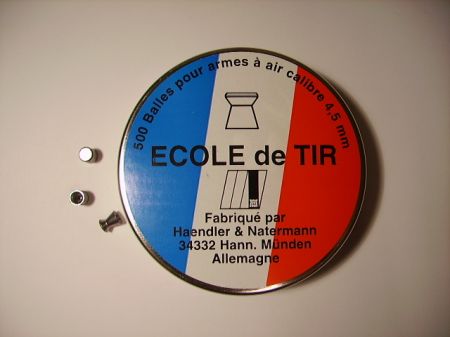 500 Balles pour armes à air calibre 4,5 mm
ECOLE de TIR
Fabriqué par
Haendler & Natermann
34332 Hann. Münden
Allemagne